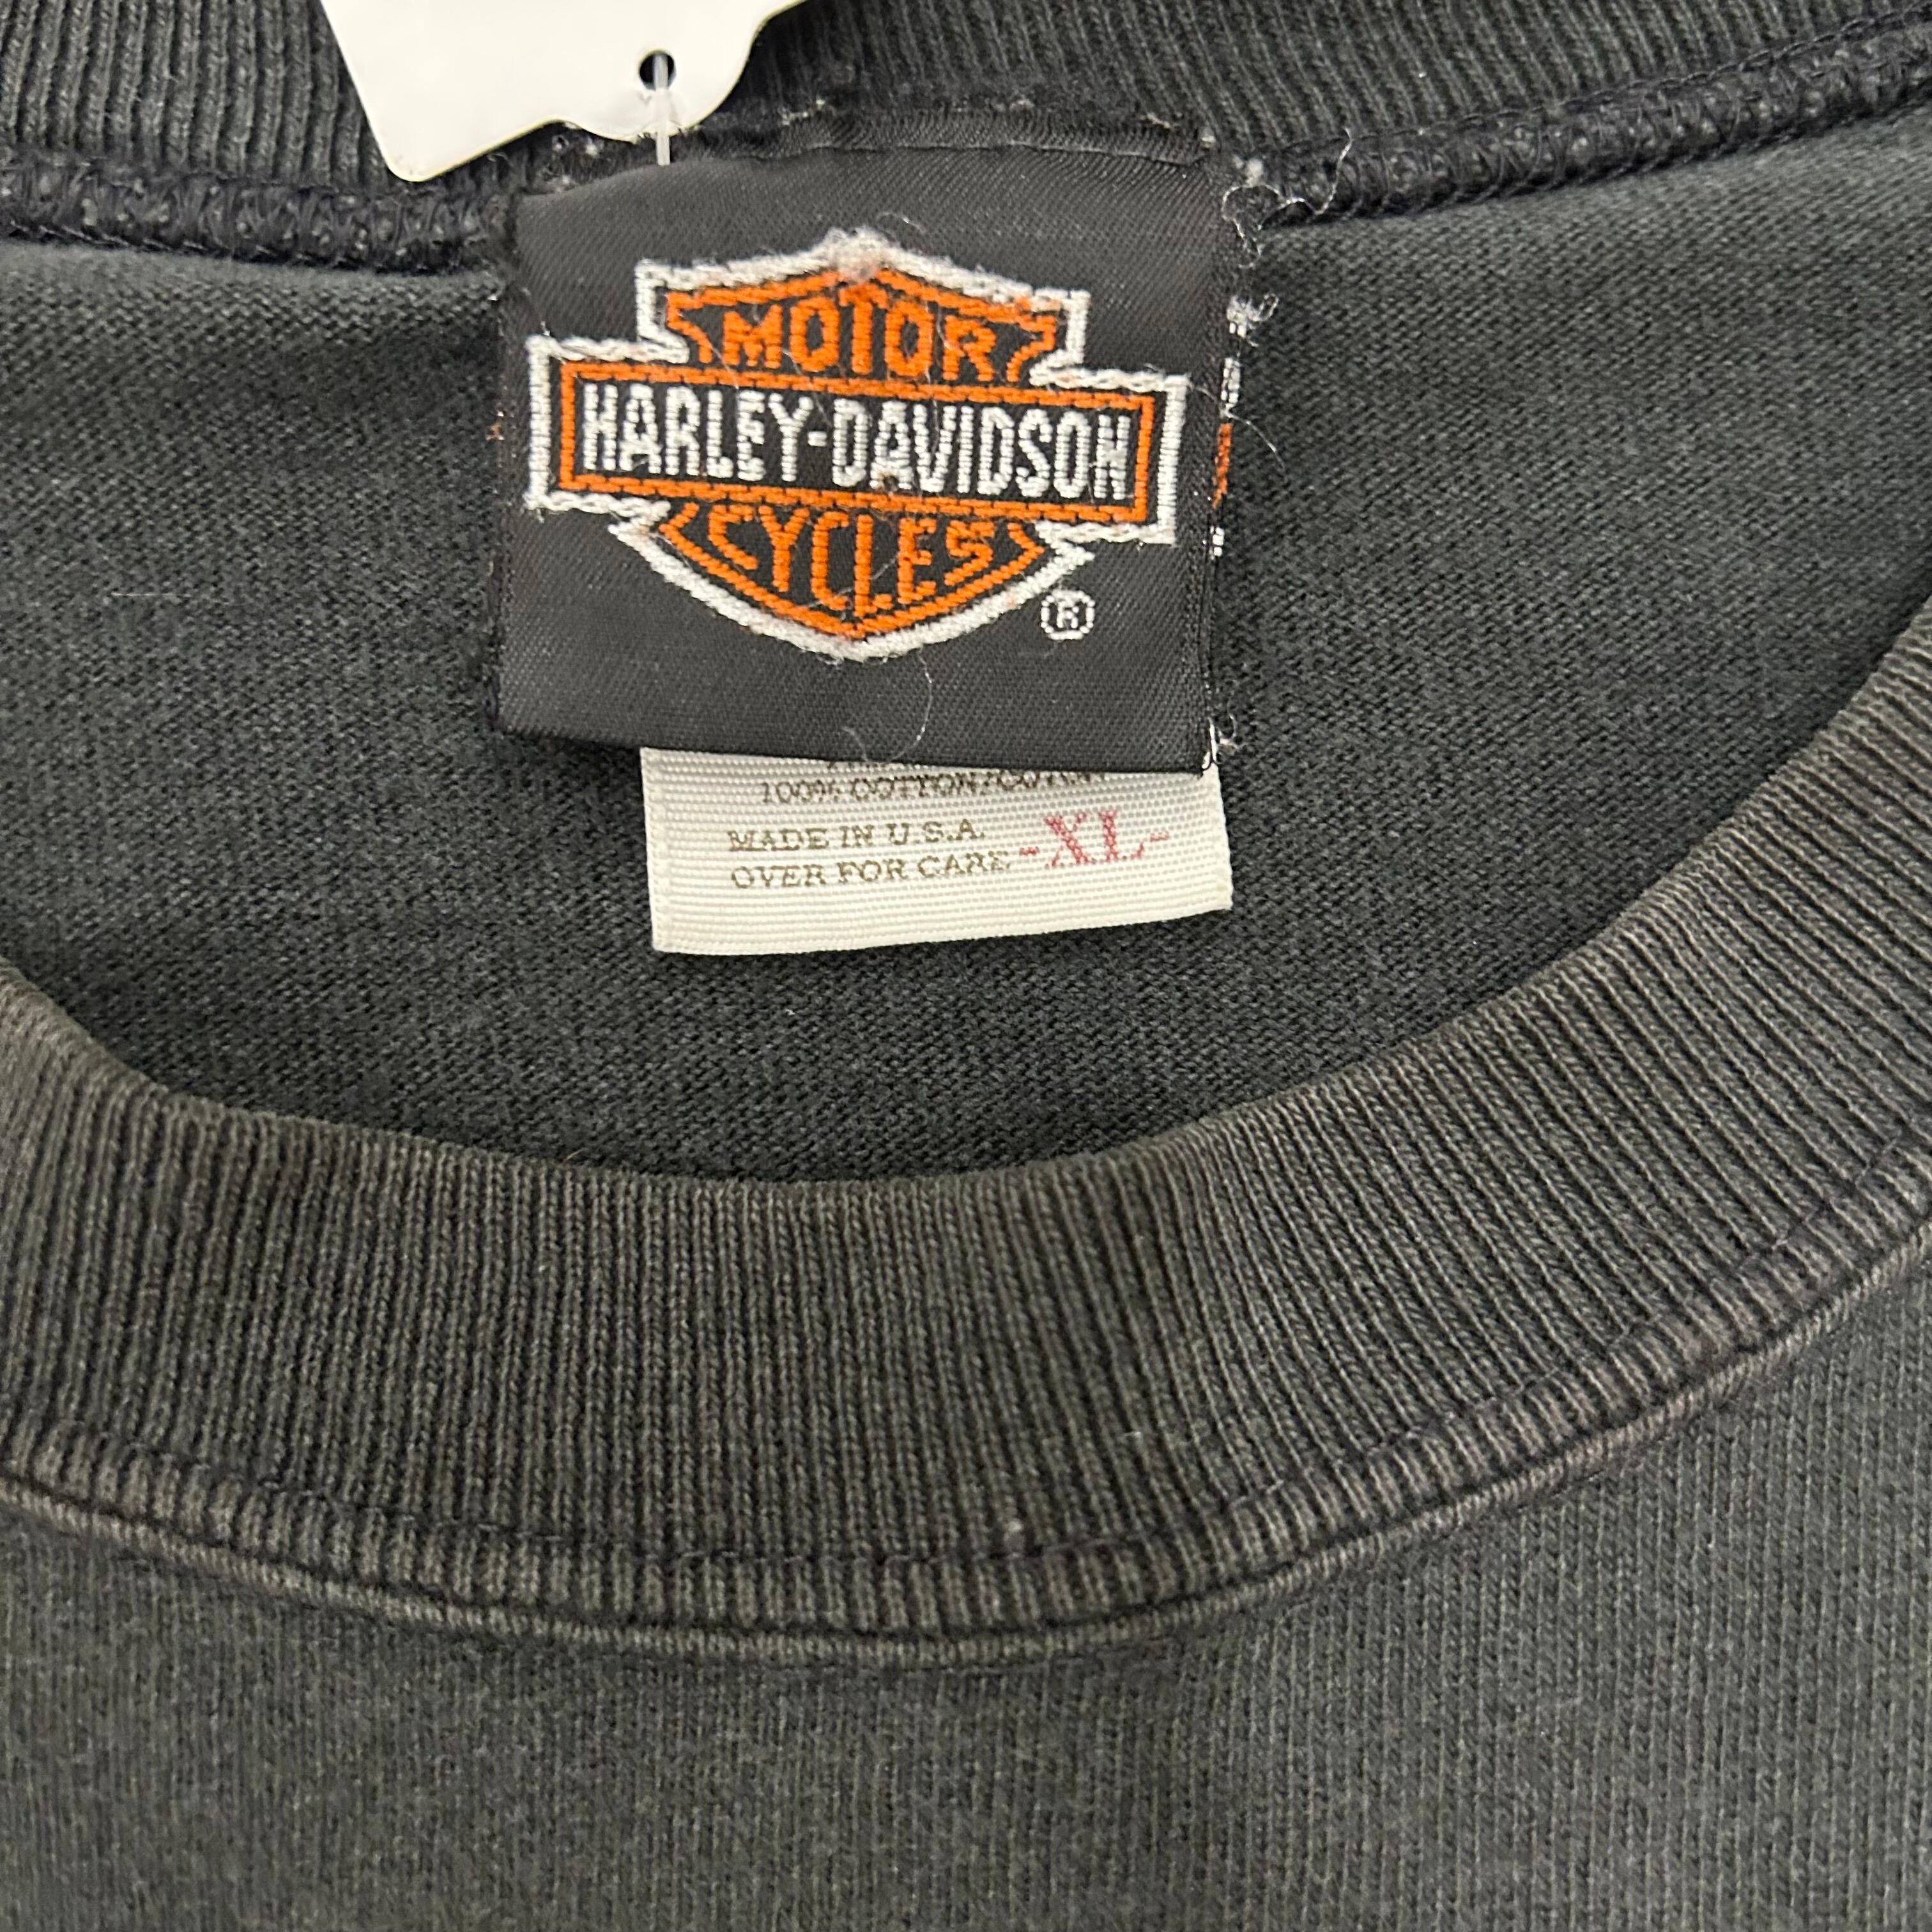 MOTOR
HARLEY-DAVIDSON
CYCLES
®
100% COTTON/COTON
MADE IN U.S.A.
OVER FOR CARE -XL-